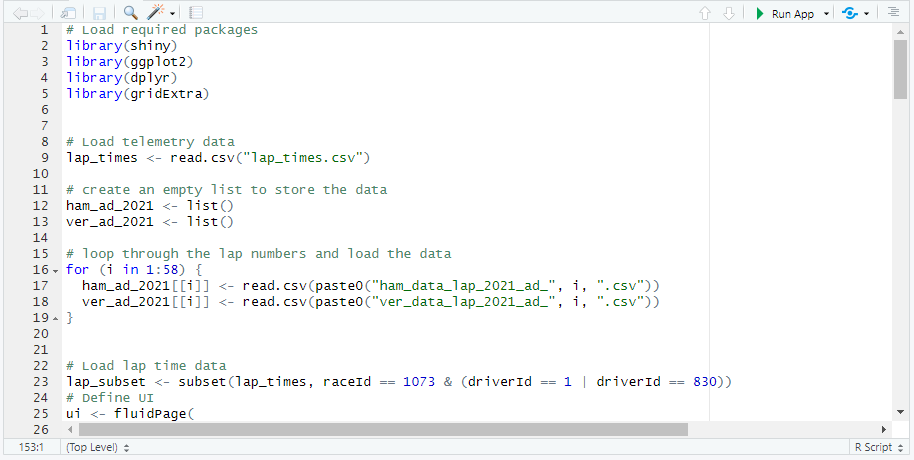 Run App
1 # Load required packages
2 library(shiny)
3 library(ggplot2)
4 library(dplyr)
5 library(gridExtra)
6
7
8 # Load telemetry data
9 lap_times <- read.csv("lap_times.csv")
10
11 # create an empty list to store the data
12 ham_ad_2021 <- list()
13 ver_ad_2021 <- list()
14
15 # loop through the lap numbers and load the data
16 for (i in 1:58) {
17   ham_ad_2021[[i]] <- read.csv(paste0("ham_data_lap_2021_ad_", i, ".csv"))
18   ver_ad_2021[[i]] <- read.csv(paste0("ver_data_lap_2021_ad_", i, ".csv"))
19 }
20
21
22 # Load lap time data
23 lap_subset <- subset(lap_times, raceId == 1073 & (driverId == 1 | driverId == 830))
24 # Define UI
25 ui <- fluidPage(
26
153:1 (Top Level) R Script